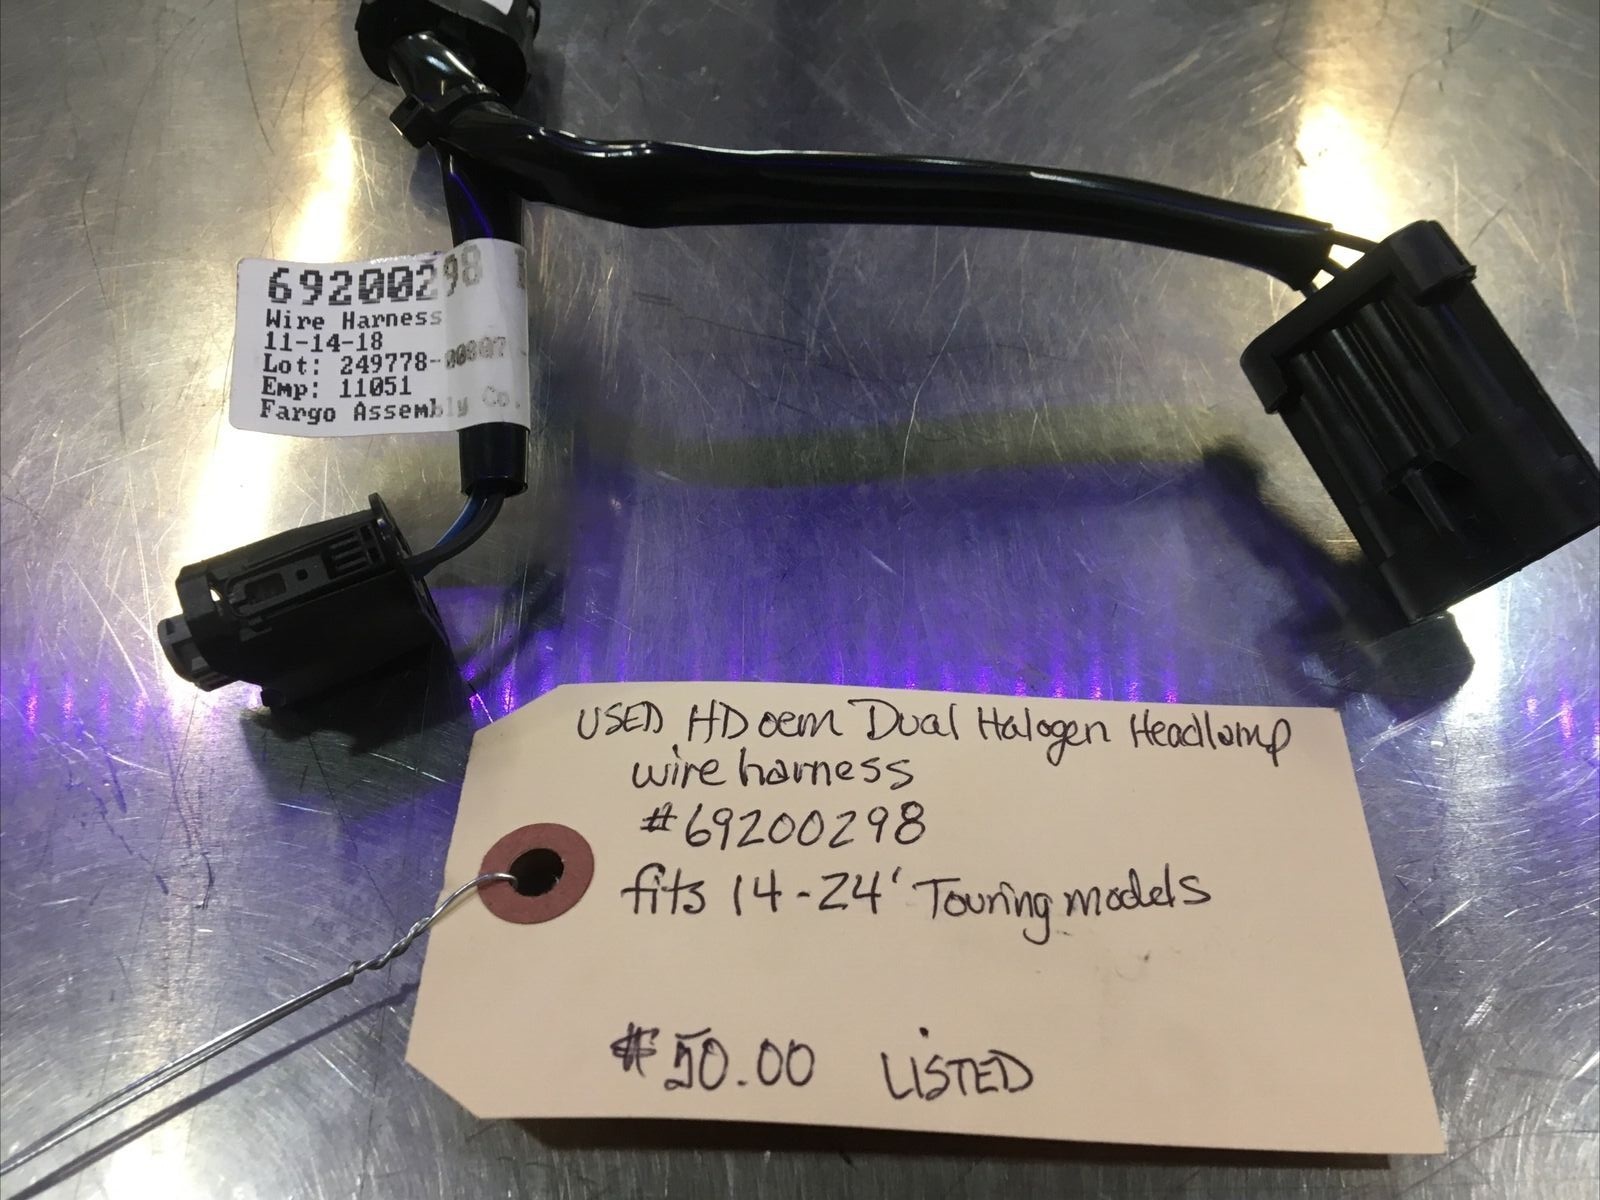 69200298
Wire Harness
11-14-18
Lot: 249778-00807
Emp: 11051
Fargo Assembly Co.
USED HD oem Dual Halogen Headlamp
wire harness
#69200298
fits 14-24' Touring models
$50.00 LISTED